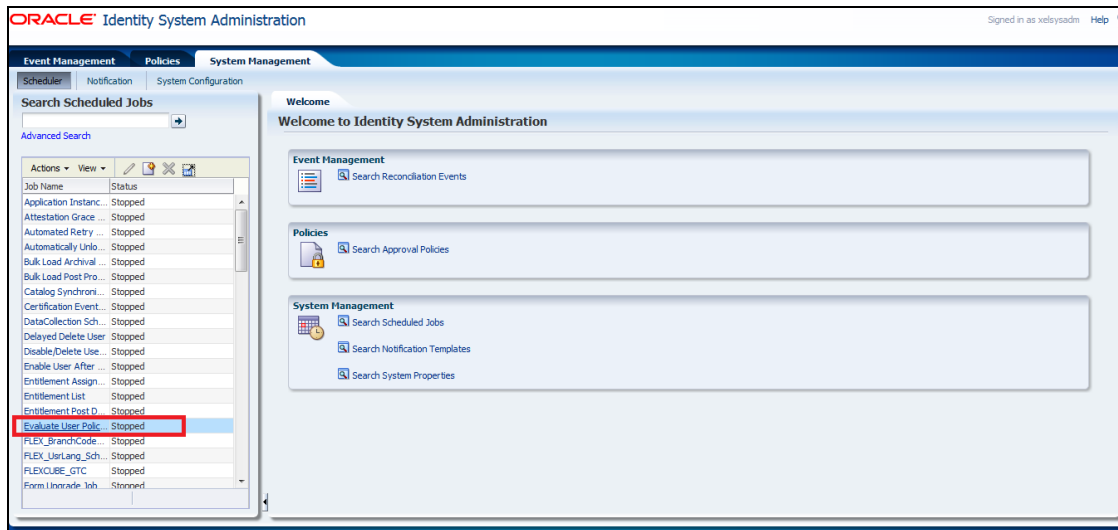 ORACLE Identity System Administration
Signed in as xelsysadm Help
Event Management Policies System Management
Scheduler Notification System Configuration
Search Scheduled Jobs
Advanced Search
Actions View
Job Name Status
Application Instanc... Stopped
Attestation Grace ... Stopped
Automated Retry ... Stopped
Automatically Unlo... Stopped
Bulk Load Archival ... Stopped
Bulk Load Post Pro... Stopped
Catalog Synchroni... Stopped
Certification Event... Stopped
DataCollection Sch... Stopped
Delayed Delete User Stopped
Disable/Delete Use... Stopped
Enable User After ... Stopped
Entitlement Assign... Stopped
Entitlement List Stopped
Entitlement Post D... Stopped
Evaluate User Polic... Stopped
FLEX_BranchCode... Stopped
FLEX_UsrLang_Sch... Stopped
FLEXCUBE_GTC Stopped
Form Upgrade Job Stopped
Welcome
Welcome to Identity System Administration
Event Management
Search Reconciliation Events
Policies
Search Approval Policies
System Management
Search Scheduled Jobs
Search Notification Templates
Search System Properties